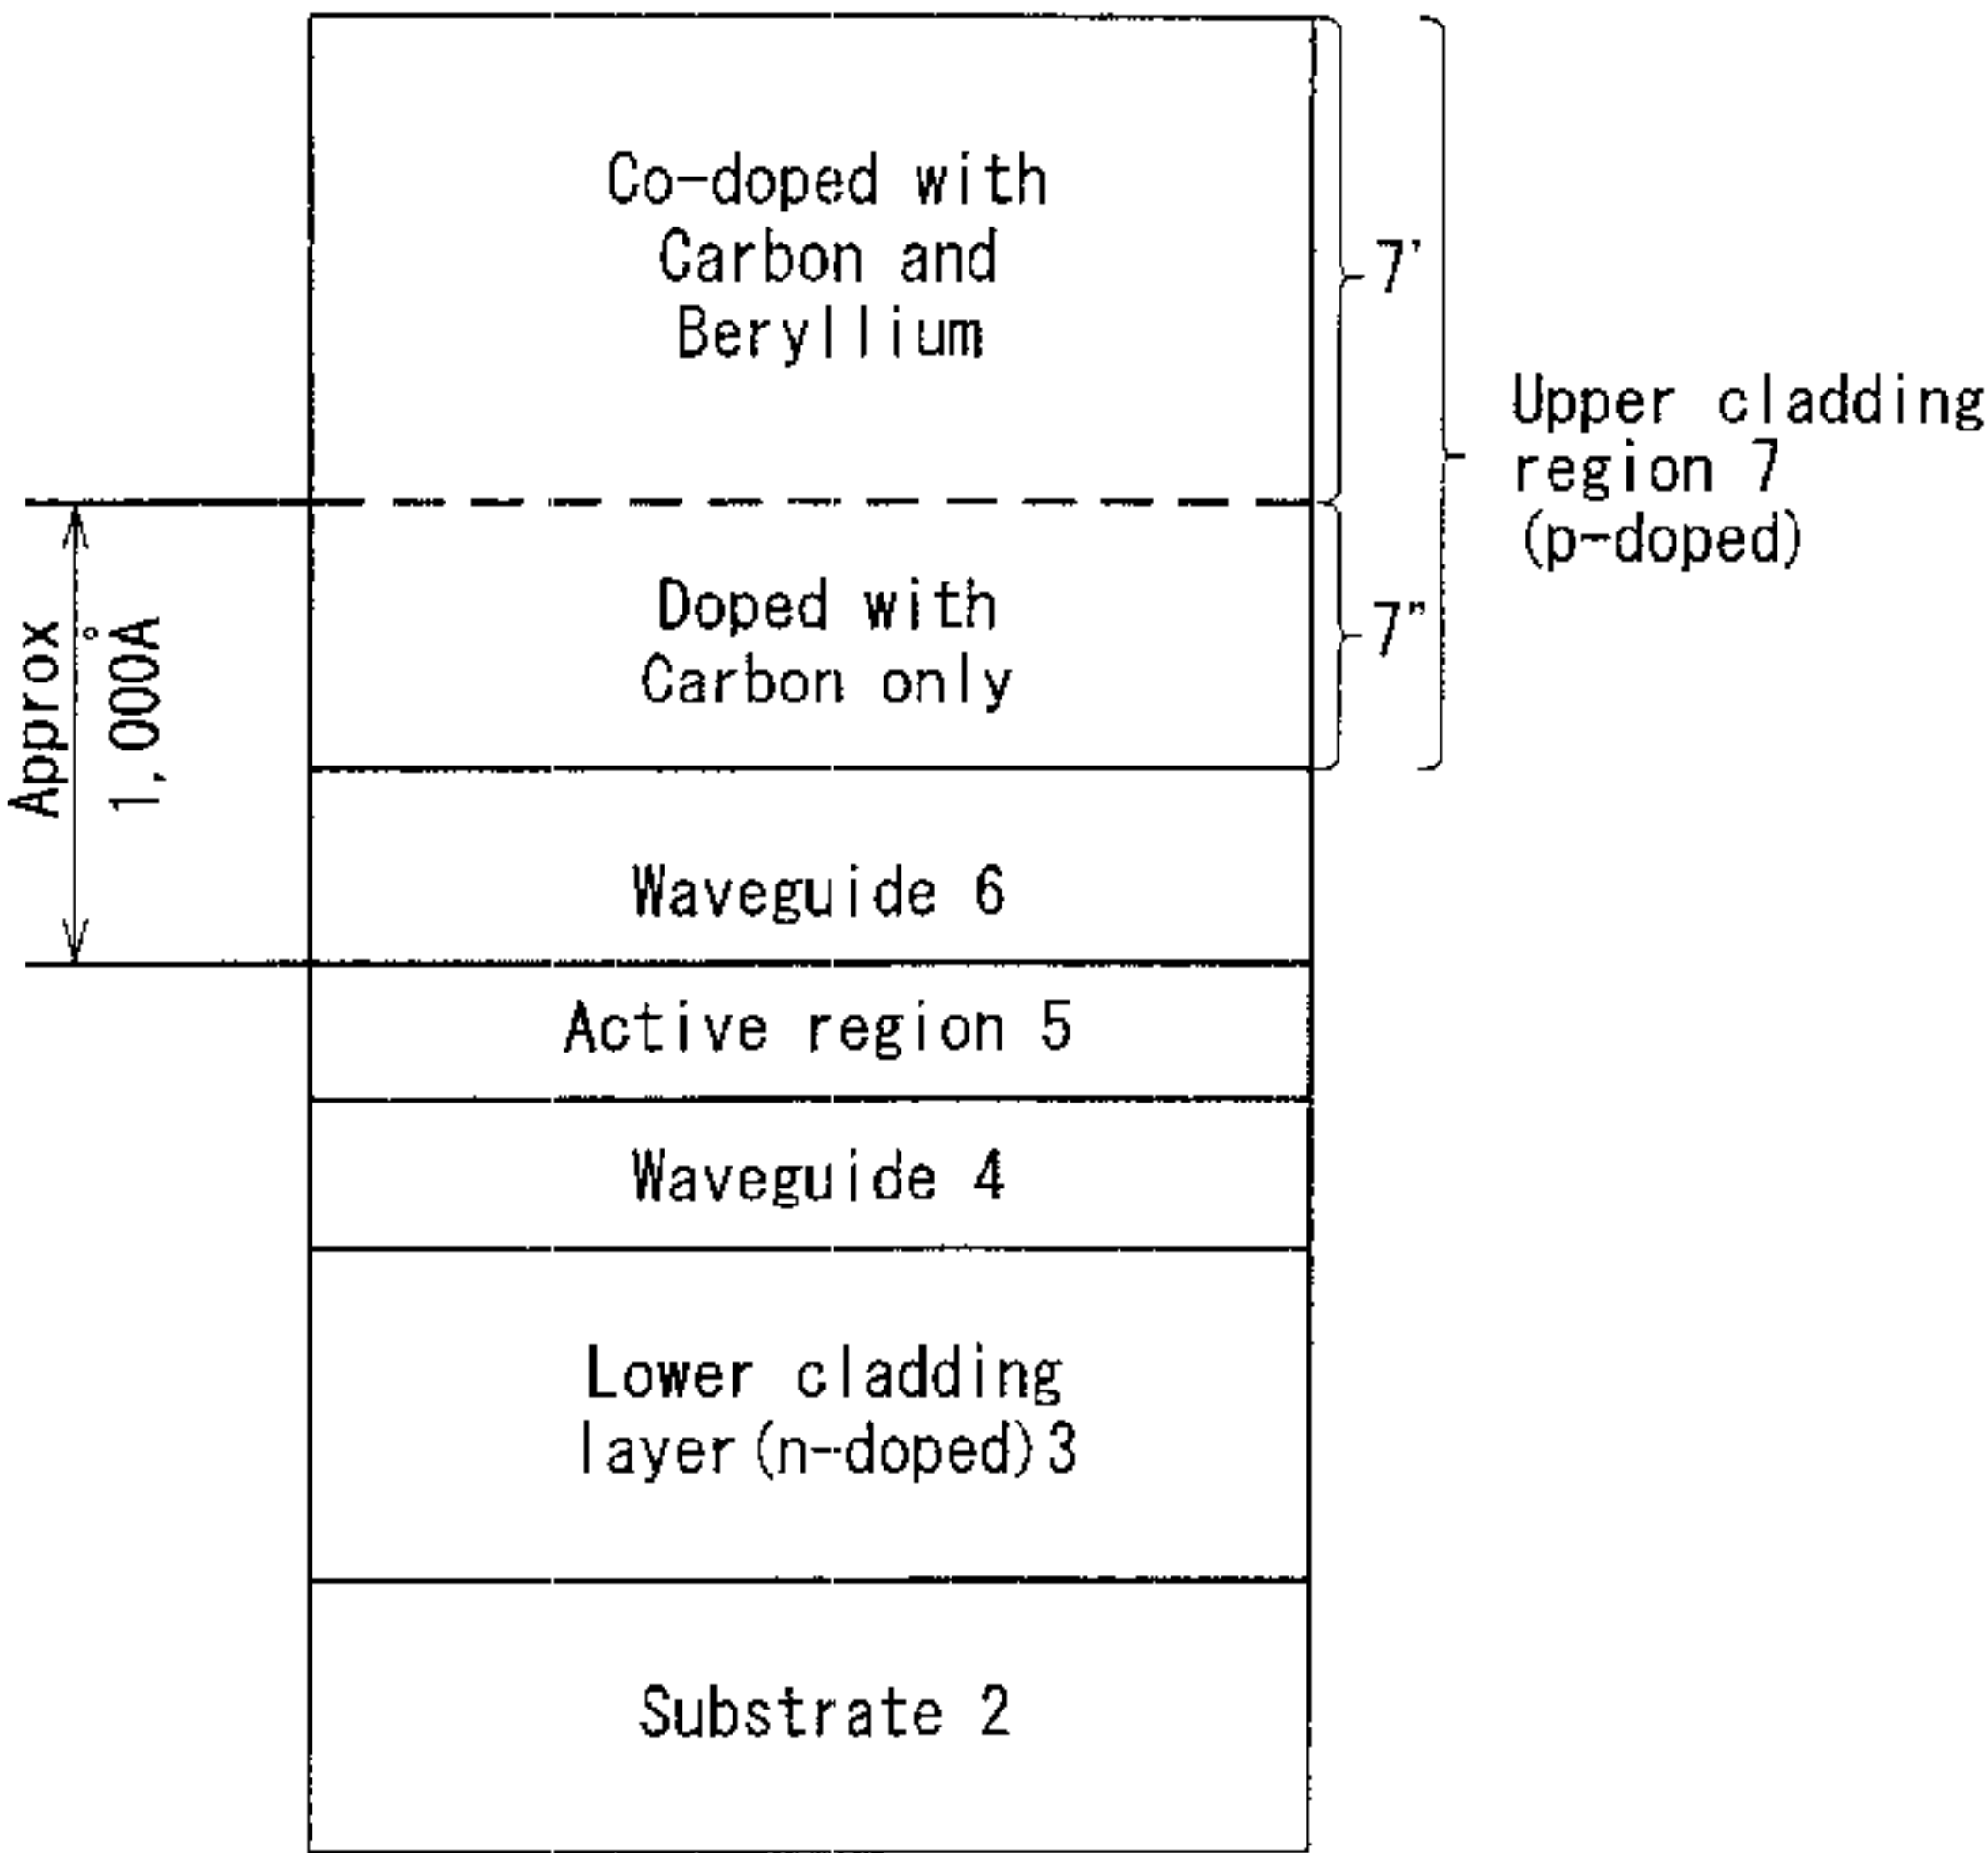 Co-doped with
Carbon and
Beryllium
7'
Upper cladding
region 7
(p-doped)
Doped with
Carbon only
7"
Approx
1,000Å
Waveguide 6
Active region 5
Waveguide 4
Lower cladding
layer(n-doped)3
Substrate 2